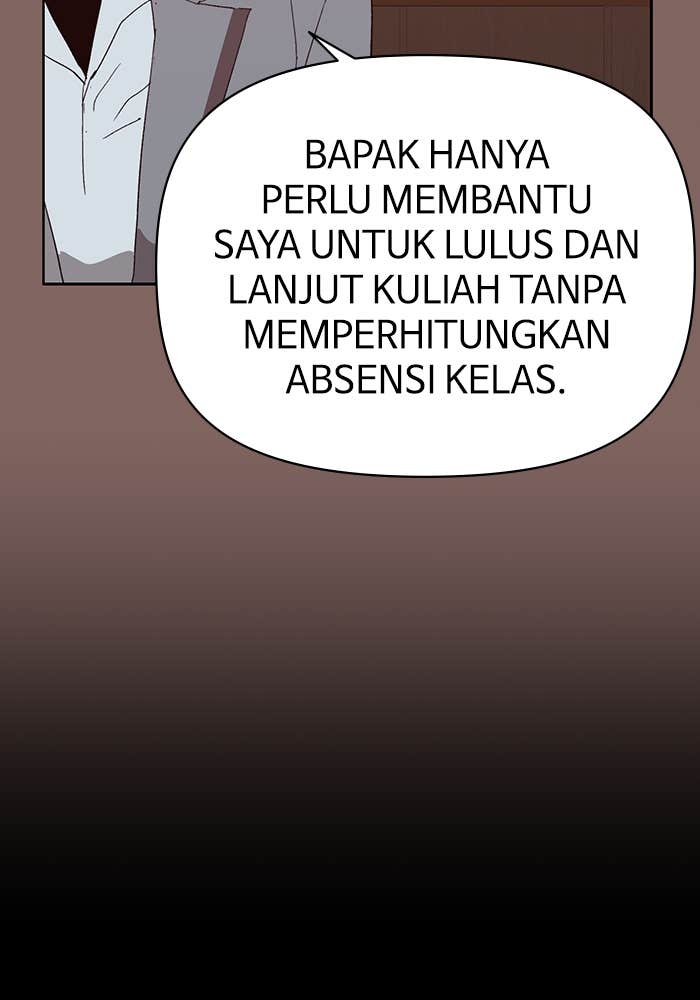 BAPAK HANYA
PERLU MEMBANTU
SAYA UNTUK LULUS DAN
LANJUT KULIAH TANPA
MEMPERHITUNGKAN
ABSENSI KELAS.